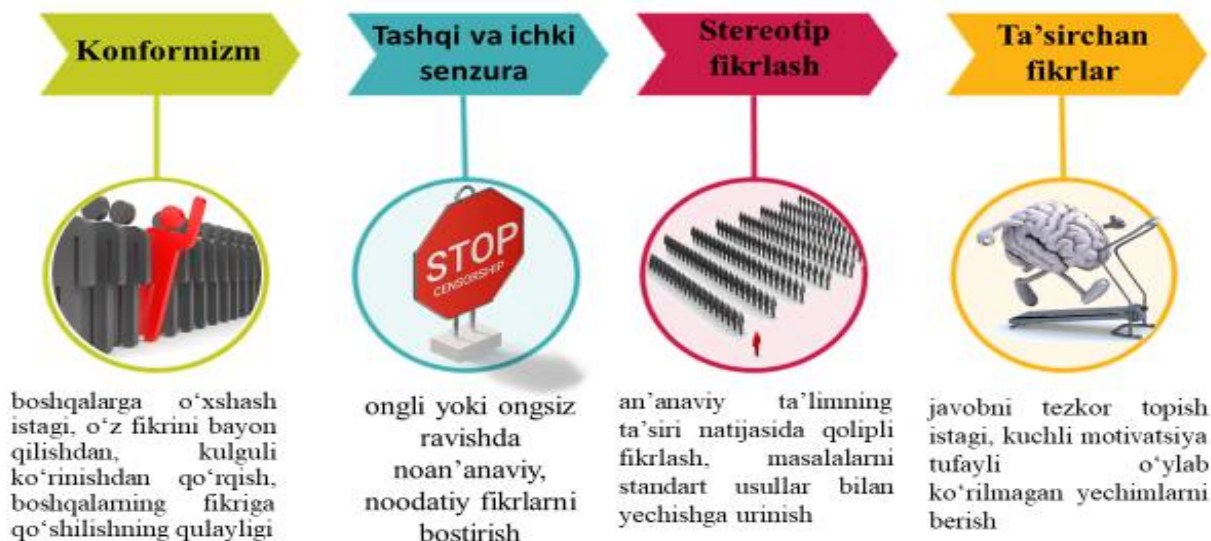 Konformizm
boshqalarga o‘xshash
istagi, o‘z fikrini bayon
qilishdan, kulguli
ko‘rinishdan qo‘rqish,
boshqalarning fikriga
qo‘shilishning qulayligi
Tashqi va ichki
senzura
STOP
CENSORSHIP
ongli yoki ongsiz
ravishda
noan’anaviy,
noodatiy fikrlarni
bostirish
Stereotip
fikrlash
an’anaviy ta’limning
ta’siri natijasida qolipli
fikrlash, masalalarni
standart usullar bilan
yechishga urinish
Ta’sirchan
fikrlar
javobni tezkor topish
istagi, kuchli motivatsiya
tufayli o‘ylab
ko‘rilmagan yechimlarni
berish